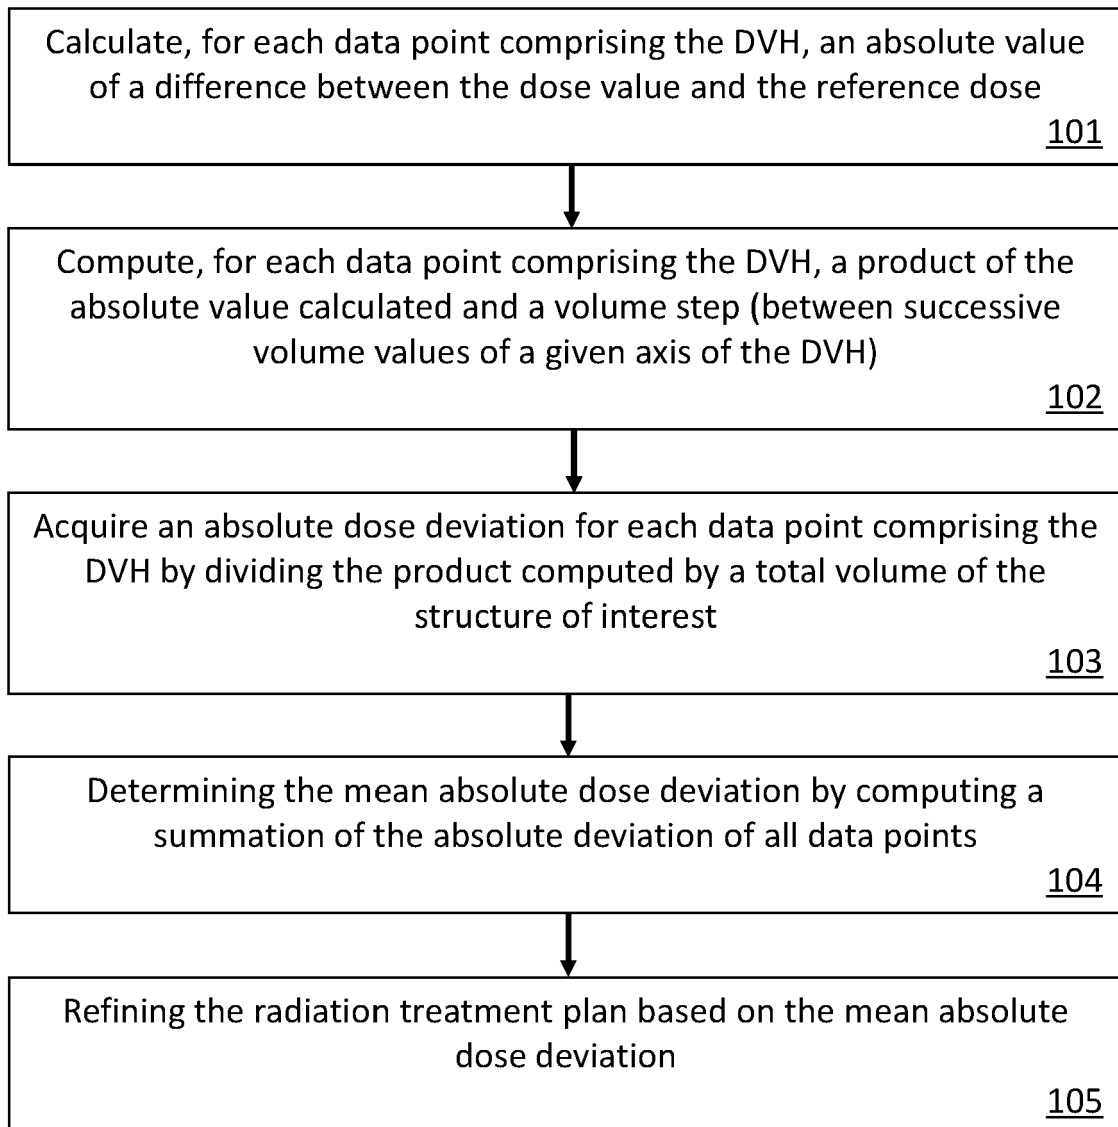 Calculate, for each data point comprising the DVH, an absolute value
of a difference between the dose value and the reference dose
101
Compute, for each data point comprising the DVH, a product of the
absolute value calculated and a volume step (between successive
volume values of a given axis of the DVH)
102
Acquire an absolute dose deviation for each data point comprising the
DVH by dividing the product computed by a total volume of the
structure of interest
103
Determining the mean absolute dose deviation by computing a
summation of the absolute deviation of all data points
104
Refining the radiation treatment plan based on the mean absolute
dose deviation
105